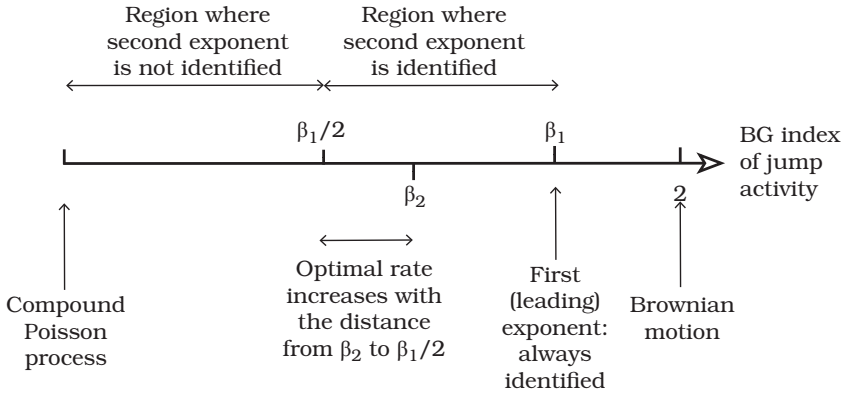 Region where
second exponent
is not identified
Region where
second exponent
is identified
β₁/2
β₁
BG index
of jump
activity
β₂
2
Compound
Poisson
process
Optimal rate
increases with
the distance
from β₂ to β₁/2
First
(leading)
exponent:
always
identified
Brownian
motion